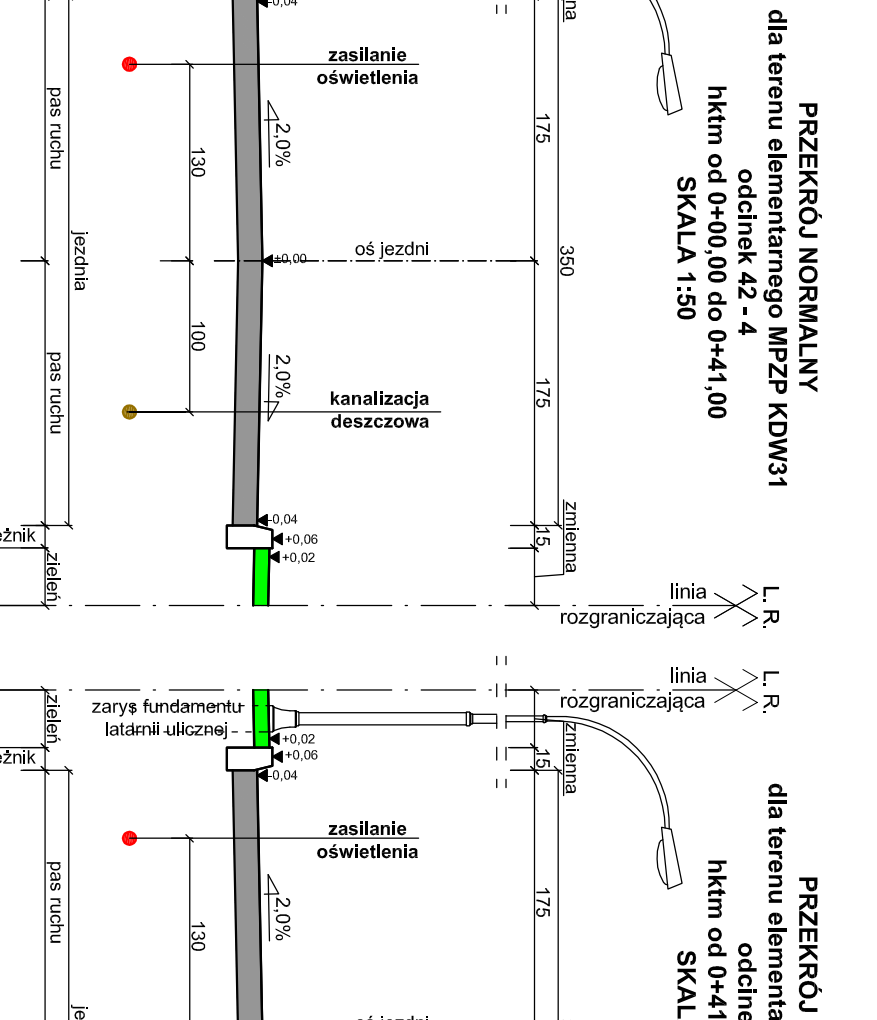 PRZEKRÓJ NORMALNY
dla terenu elementarnego MPZP KDW31
odcinek 42 - 4
hktm od 0+00,00 do 0+41,00
SKALA 1:50
-0,04
zasilanie
oświetlenia
pas ruchu
130
2,0%
175
jezdnia
±0,00
oś jezdni
350
100
2,0%
pas ruchu
kanalizacja
deszczowa
175
-0,04
+0,06
+0,02
15
zmienna
zieleń
linia
rozgraniczająca
L. R.
linia
rozgraniczająca
L. R.
zarys fundamentu
latarnii ulicznej
zieleń
+0,02
+0,06
-0,04
15
zmienna
zasilanie
oświetlenia
pas ruchu
130
2,0%
175
oś jezdni
PRZEKRÓJ
dla terenu elementa
odcine
hktm od 0+41
SKAL